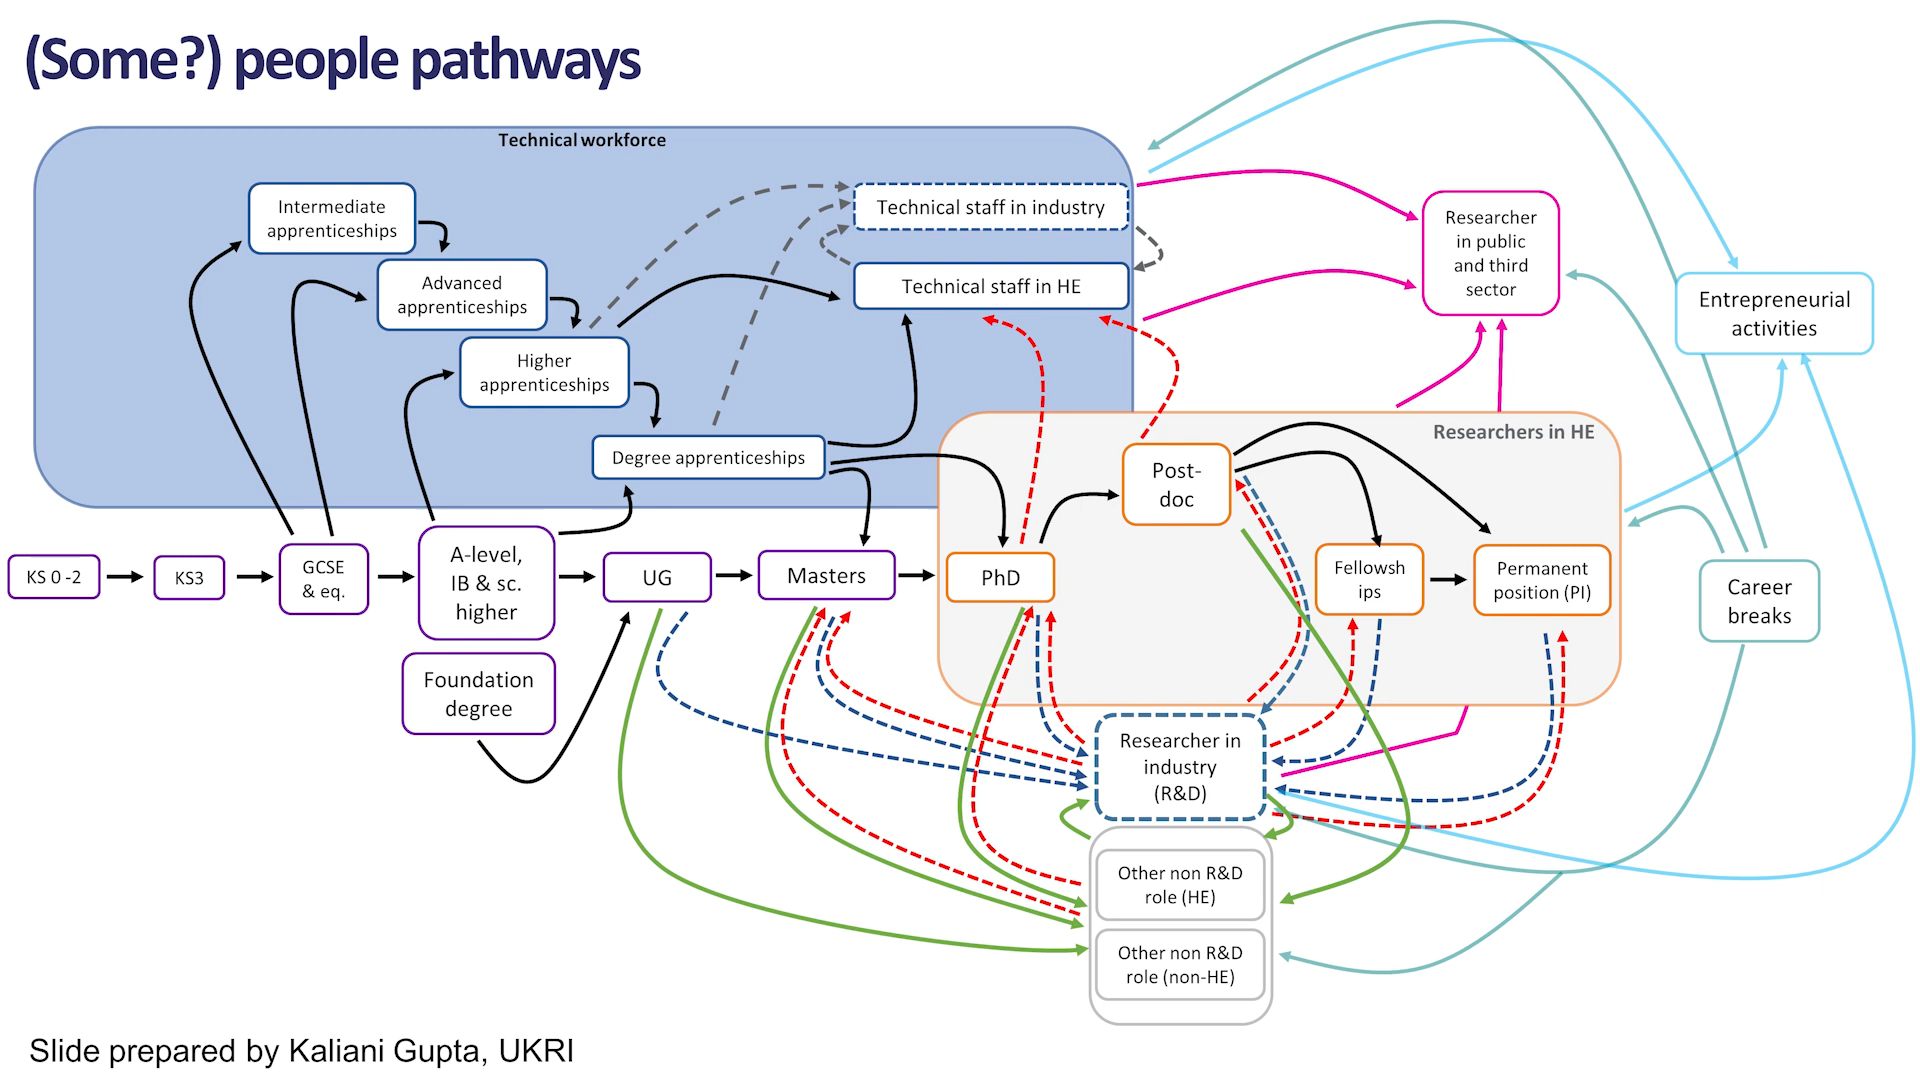 (Some?) people pathways
Technical workforce
Intermediate
apprenticeships
Technical staff in industry
Researcher
in public
and third
sector
Advanced
apprenticeships
Technical staff in HE
Entrepreneurial
activities
Higher
apprenticeships
Degree apprenticeships
Researchers in HE
Post-
doc
KS 0 -2
KS3
GCSE
& eq.
A-level,
IB & sc.
higher
UG
Masters
PhD
Fellowsh
ips
Permanent
position (PI)
Career
breaks
Foundation
degree
Researcher in
industry
(R&D)
Other non R&D
role (HE)
Other non R&D
role (non-HE)
Slide prepared by Kaliani Gupta, UKRI